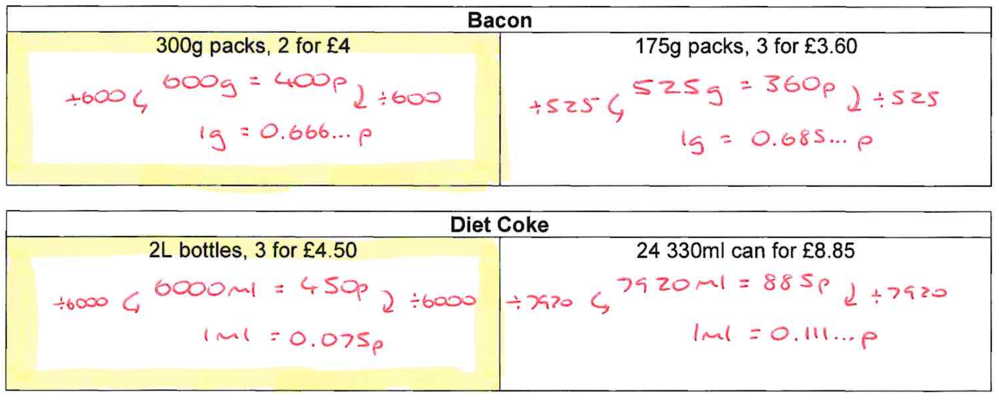 Bacon
300g packs, 2 for £4
600g = 400p
÷600 ÷600
1g = 0.666... p
175g packs, 3 for £3.60
525g = 360p
÷525 ÷525
1g = 0.685... p
Diet Coke
2L bottles, 3 for £4.50
6000ml = 450p
÷6000 ÷6000
1ml = 0.075p
24 330ml can for £8.85
7920ml = 885p
÷7920 ÷7920
1ml = 0.111... p